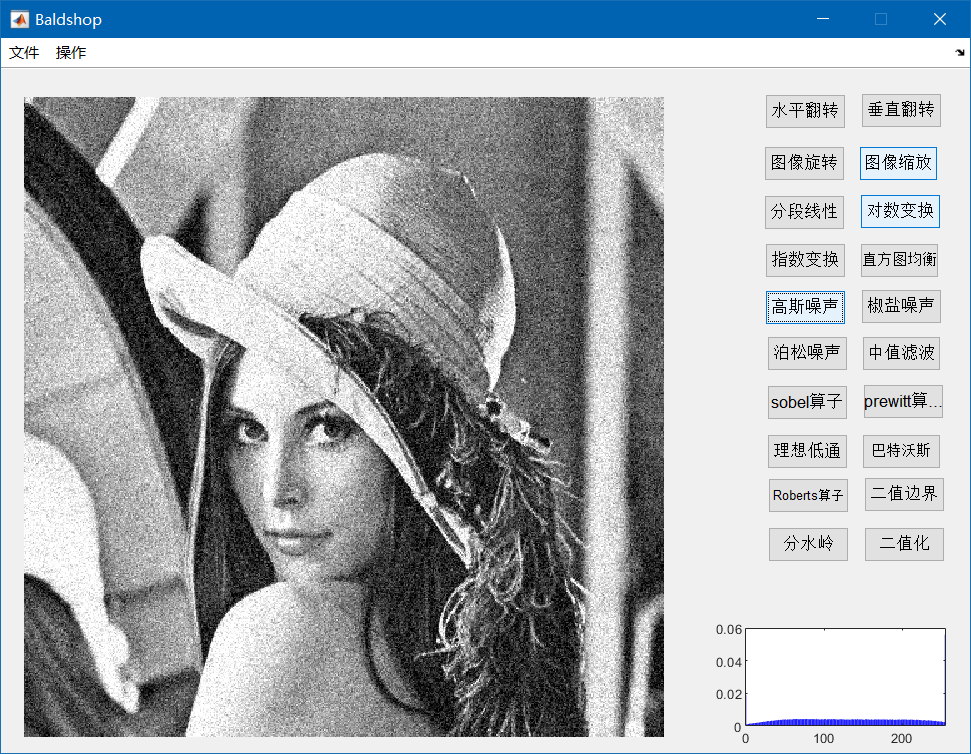 Baldshop
文件 操作
水平翻转 垂直翻转
图像旋转 图像缩放
分段线性 对数变换
指数变换 直方图均衡
高斯噪声 椒盐噪声
泊松噪声 中值滤波
sobel算子 prewitt算...
理想低通 巴特沃斯
Roberts算子 二值边界
分水岭 二值化
0.06
0.04
0.02
0
0 100 200